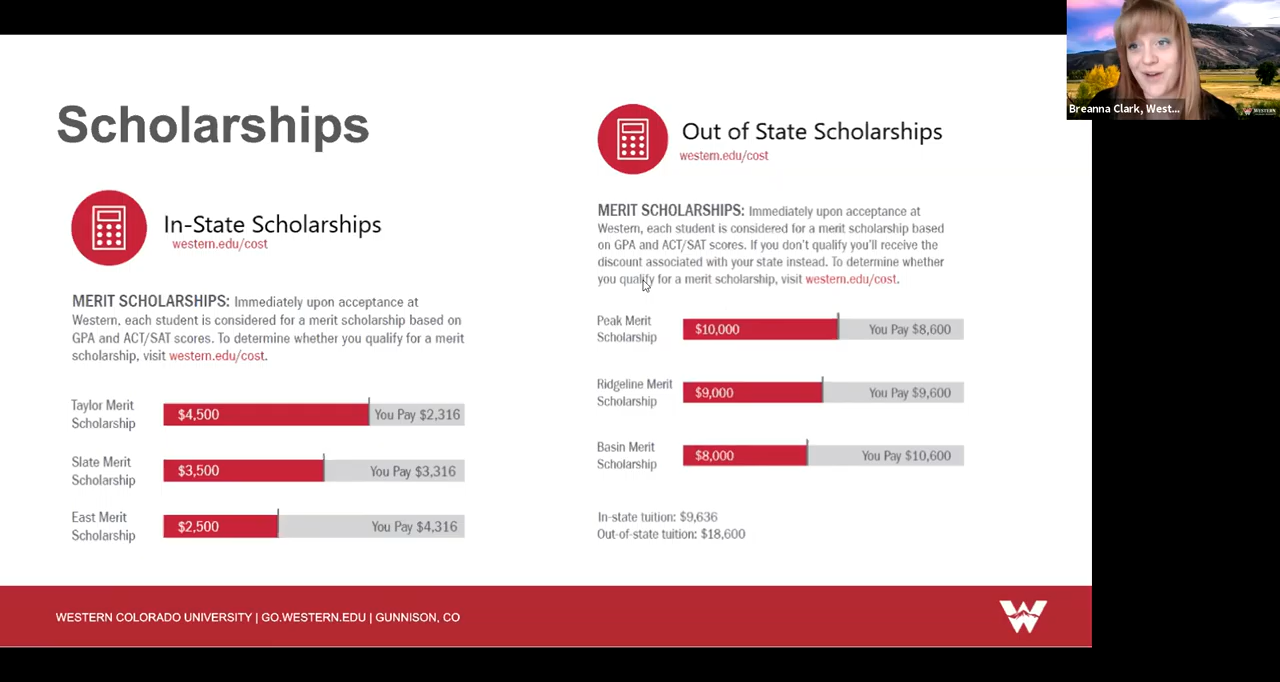 Scholarships
In-State Scholarships
western.edu/cost
MERIT SCHOLARSHIPS: Immediately upon acceptance at
Western, each student is considered for a merit scholarship based on
GPA and ACT/SAT scores. To determine whether you qualify for a merit
scholarship, visit western.edu/cost.
Taylor Merit
Scholarship
$4,500
You Pay $2,316
Slate Merit
Scholarship
$3,500
You Pay $3,316
East Merit
Scholarship
$2,500
You Pay $4,316
Out of State Scholarships
western.edu/cost
MERIT SCHOLARSHIPS: Immediately upon acceptance at
Western, each student is considered for a merit scholarship based
on GPA and ACT/SAT scores. If you don't qualify you'll receive the
discount associated with your state instead. To determine whether
you qualify for a merit scholarship, visit western.edu/cost.
Peak Merit
Scholarship
$10,000
You Pay $8,600
Ridgeline Merit
Scholarship
$9,000
You Pay $9,600
Basin Merit
Scholarship
$8,000
You Pay $10,600
In-state tuition: $9,636
Out-of-state tuition: $18,600
WESTERN COLORADO UNIVERSITY | GO.WESTERN.EDU | GUNNISON, CO
W
Breanna Clark, West...
WESTERN